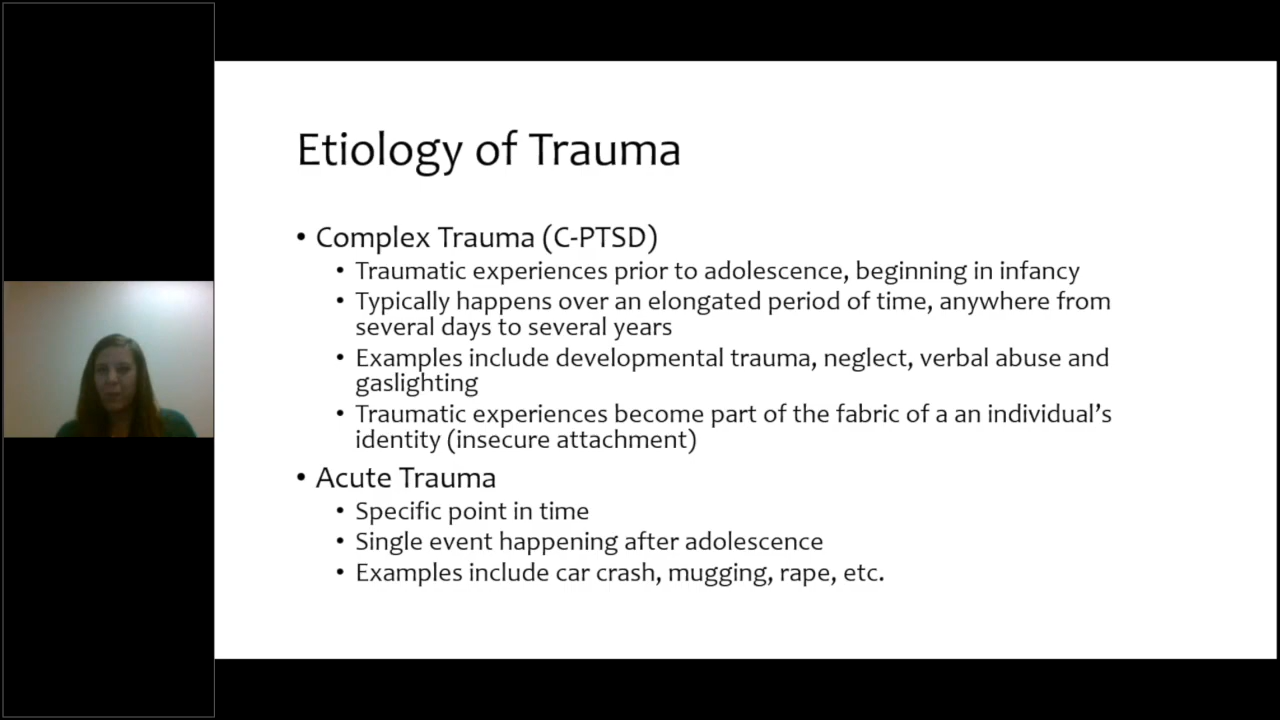 Etiology of Trauma
• Complex Trauma (C-PTSD)
• Traumatic experiences prior to adolescence, beginning in infancy
• Typically happens over an elongated period of time, anywhere from
several days to several years
• Examples include developmental trauma, neglect, verbal abuse and
gaslighting
• Traumatic experiences become part of the fabric of a an individual's
identity (insecure attachment)
• Acute Trauma
• Specific point in time
• Single event happening after adolescence
• Examples include car crash, mugging, rape, etc.